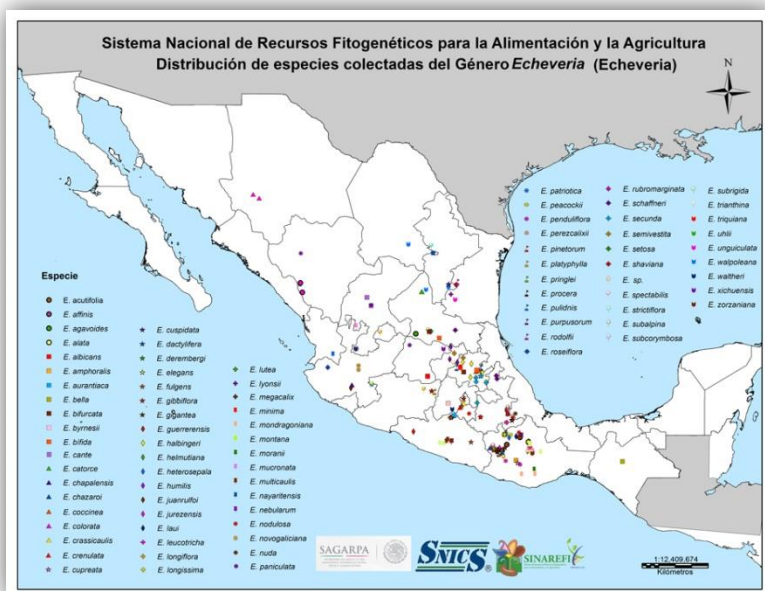 Sistema Nacional de Recursos Fitogenéticos para la Alimentación y la Agricultura
Distribución de especies colectadas del Género Echeveria (Echeveria)
N
Especie
E. acutifolia
E. affinis
E. agavoides
E. alata
E. albicans
E. amphoralis
E. aurantiaca
E. bella
E. bifurcata
E. byrnesii
E. bifida
E. cante
E. catorce
E. chapalensis
E. chazaroi
E. coccinea
E. colorata
E. crassicaulis
E. crenulata
E. cupreata
E. cuspidata
E. dactylifera
E. derembergi
E. elegans
E. fulgens
E. gibbiflora
E. gigantea
E. guerrerensis
E. halbingeri
E. helmutiana
E. heterosepala
E. humilis
E. juanrulfoi
E. jurezensis
E. laui
E. leucotricha
E. longiflora
E. longissima
E. lutea
E. lyonsii
E. megacalix
E. minima
E. mondragoniana
E. montana
E. moranii
E. mucronata
E. multicaulis
E. nayaritensis
E. nebularum
E. nodulosa
E. novogaliciana
E. nuda
E. paniculata
E. patriotica
E. peacockii
E. penduliflora
E. perezcalixii
E. pinetorum
E. platyphylla
E. pringlei
E. procera
E. pulidnis
E. purpusorum
E. rodolfii
E. roseiflora
E. rubromarginata
E. schaffneri
E. secunda
E. semivestita
E. setosa
E. shaviana
E. sp.
E. spectabilis
E. strictiflora
E. subalpina
E. subcorymbosa
E. subrigida
E. trianthina
E. triquiana
E. uhlii
E. unguiculata
E. walpoleana
E. waltheri
E. xichuensis
E. zorzaniana
SAGARPA
SNICS®
SINAREFI
1:12,409,674
Kilómetros